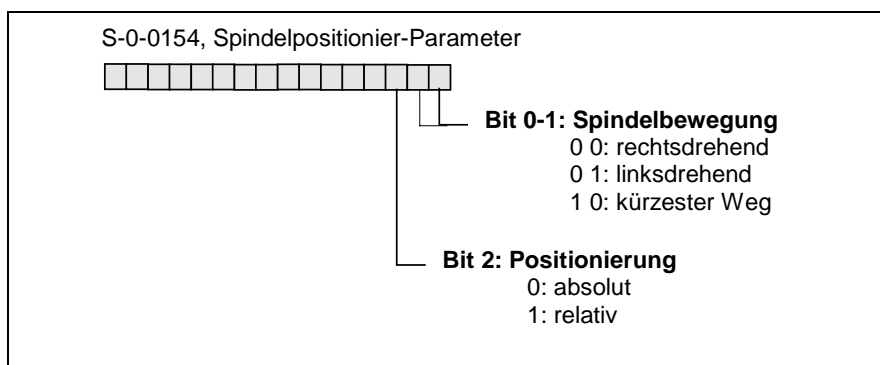 S-0-0154, Spindelpositionier-Parameter
Bit 0-1: Spindelbewegung
0 0: rechtsdrehend
0 1: linksdrehend
1 0: kürzester Weg
Bit 2: Positionierung
0: absolut
1: relativ